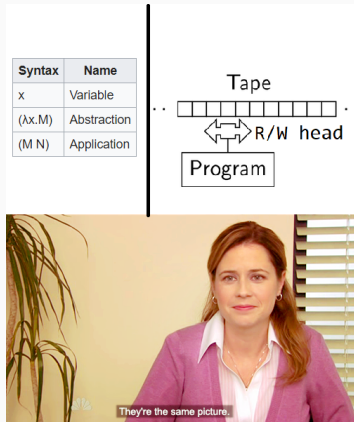 Syntax Name
x Variable
(λx.M) Abstraction
(M N) Application
Tape
R/W head
Program
They're the same picture.